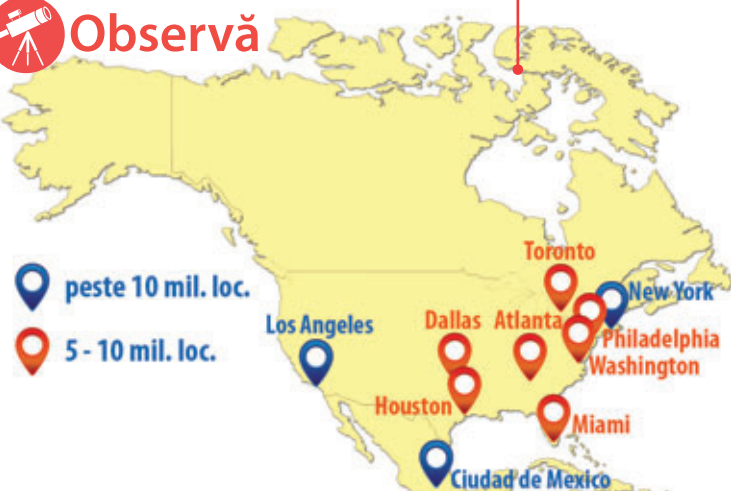 Observă
Toronto
peste 10 mil. loc.
New York
Los Angeles
Dallas
Atlanta
5 - 10 mil. loc.
Philadelphia
Washington
Houston
Miami
Ciudad de Mexico